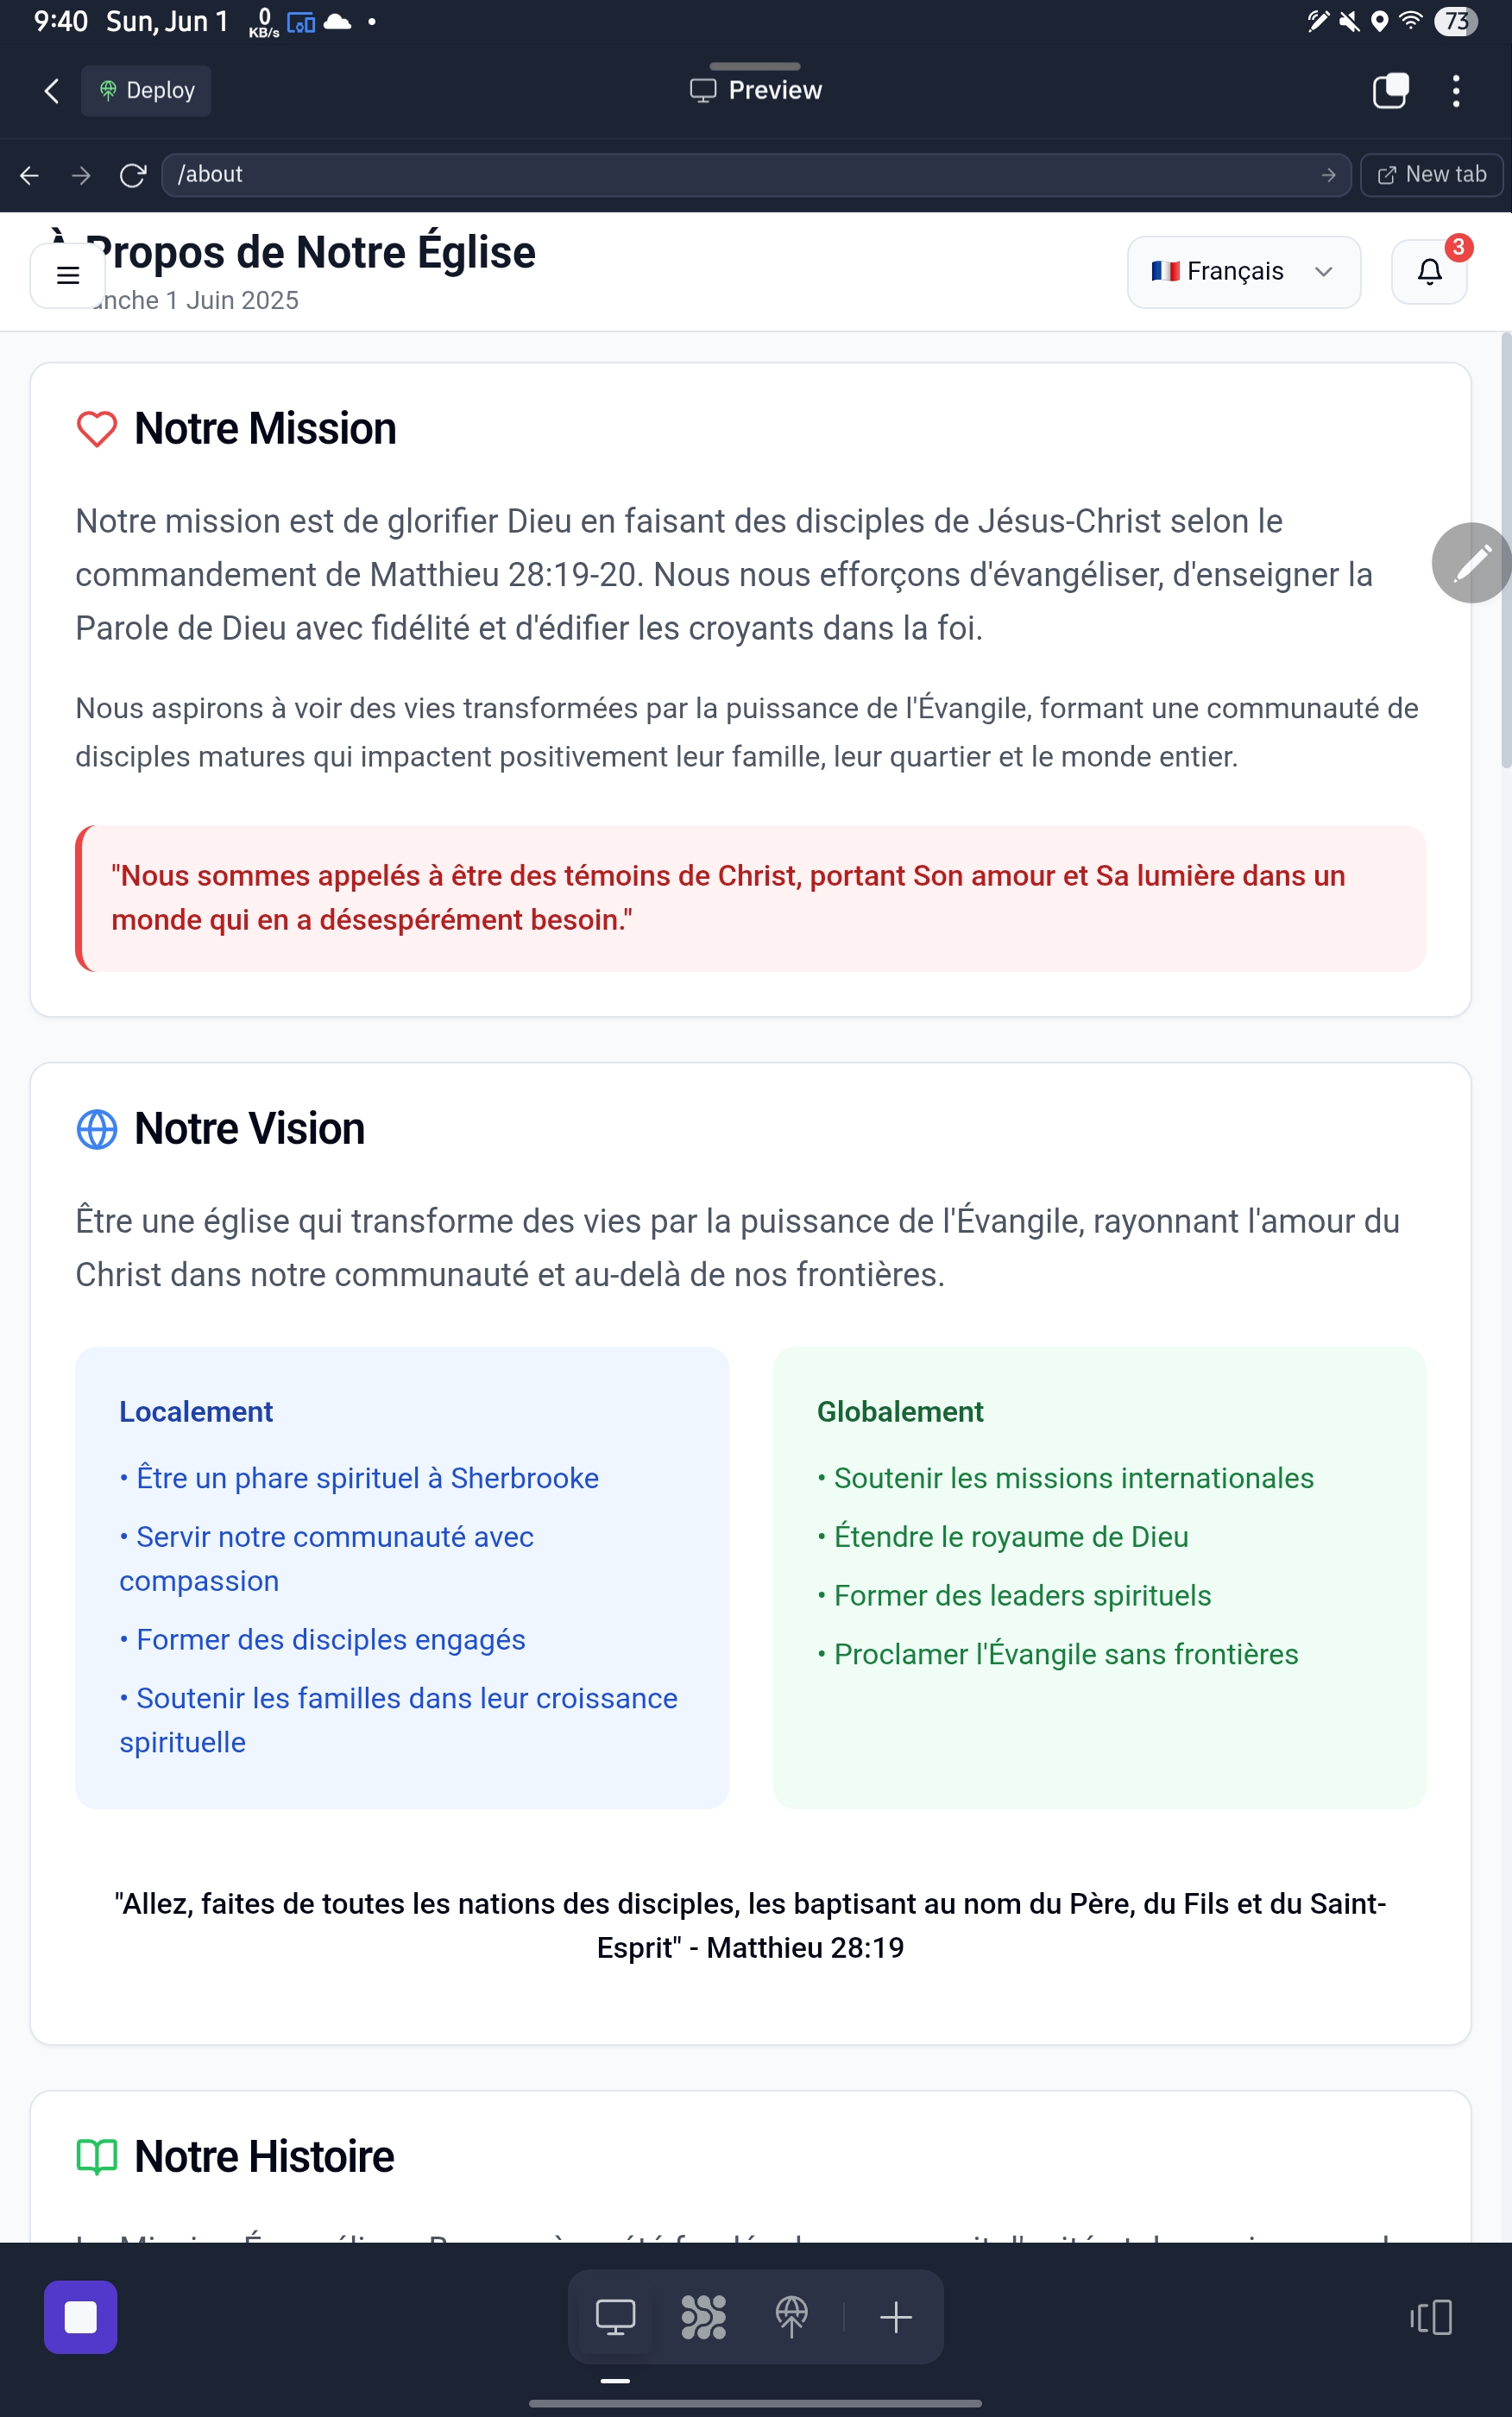 9:40 Sun, Jun 1 0 KB/s 73
Deploy
Preview
/about
New tab
À Propos de Notre Église
anche 1 Juin 2025
🇫🇷 Français
3
Notre Mission
Notre mission est de glorifier Dieu en faisant des disciples de Jésus-Christ selon le
commandement de Matthieu 28:19-20. Nous nous efforçons d'évangéliser, d'enseigner la
Parole de Dieu avec fidélité et d'édifier les croyants dans la foi.
Nous aspirons à voir des vies transformées par la puissance de l'Évangile, formant une communauté de
disciples matures qui impactent positivement leur famille, leur quartier et le monde entier.
"Nous sommes appelés à être des témoins de Christ, portant Son amour et Sa lumière dans un
monde qui en a désespérément besoin."
Notre Vision
Être une église qui transforme des vies par la puissance de l'Évangile, rayonnant l'amour du
Christ dans notre communauté et au-delà de nos frontières.
Localement
• Être un phare spirituel à Sherbrooke
• Servir notre communauté avec
compassion
• Former des disciples engagés
• Soutenir les familles dans leur croissance
spirituelle
Globalement
• Soutenir les missions internationales
• Étendre le royaume de Dieu
• Former des leaders spirituels
• Proclamer l'Évangile sans frontières
"Allez, faites de toutes les nations des disciples, les baptisant au nom du Père, du Fils et du Saint-
Esprit" - Matthieu 28:19
Notre Histoire